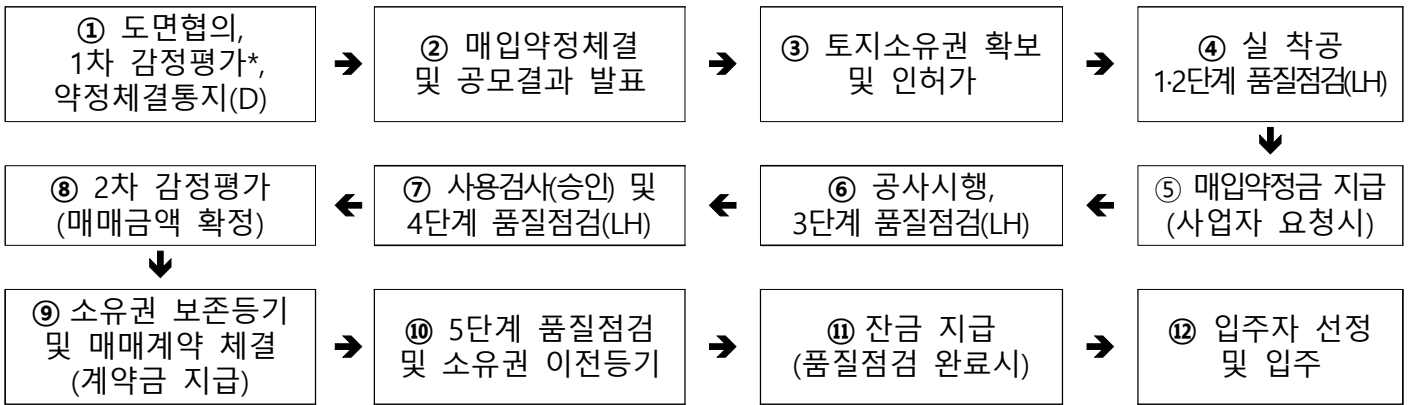 ① 도면협의,
1차 감정평가*,
약정체결통지(D)
② 매입약정체결
및 공모결과 발표
③ 토지소유권 확보
및 인허가
④ 실 착공
1·2단계 품질점검(LH)
⑤ 매입약정금 지급
(사업자 요청시)
⑥ 공사시행,
3단계 품질점검(LH)
⑦ 사용검사(승인) 및
4단계 품질점검(LH)
⑧ 2차 감정평가
(매매금액 확정)
⑨ 소유권 보존등기
및 매매계약 체결
(계약금 지급)
⑩ 5단계 품질점검
및 소유권 이전등기
⑪ 잔금 지급
(품질점검 완료시)
⑫ 입주자 선정
및 입주